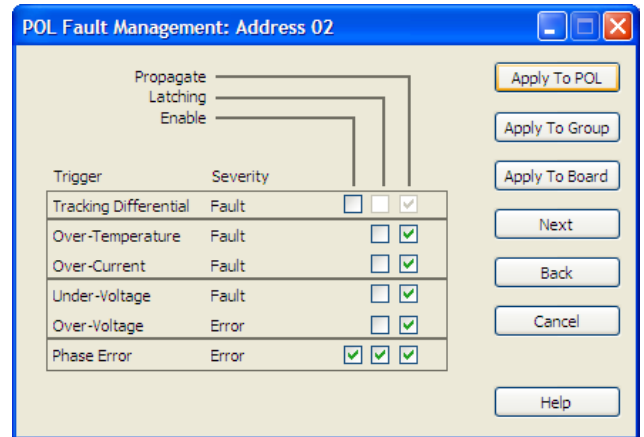 POL Fault Management: Address 02
Propagate
Latching
Enable
Trigger Severity
Tracking Differential Fault
Over-Temperature Fault
Over-Current Fault
Under-Voltage Fault
Over-Voltage Error
Phase Error Error
Apply To POL
Apply To Group
Apply To Board
Next
Back
Cancel
Help